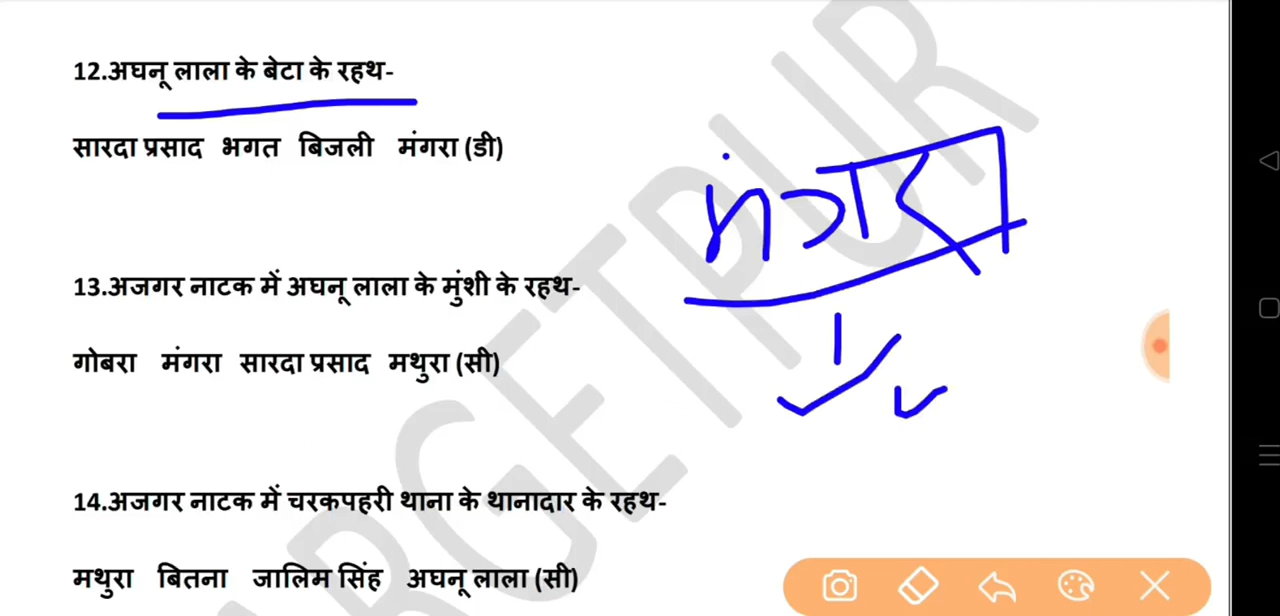 12.अघनू लाला के बेटा के रहथ-
सारदा प्रसाद भगत बिजली मंगरा (डी)
मंगरा
13.अजगर नाटक में अघनू लाला के मुंशी के रहथ-
गोबरा मंगरा सारदा प्रसाद मथुरा (सी)
14.अजगर नाटक में चरकपहरी थाना के थानादार के रहथ-
मथुरा बितना जालिम सिंह अघनू लाला (सी)
ARGETPUR